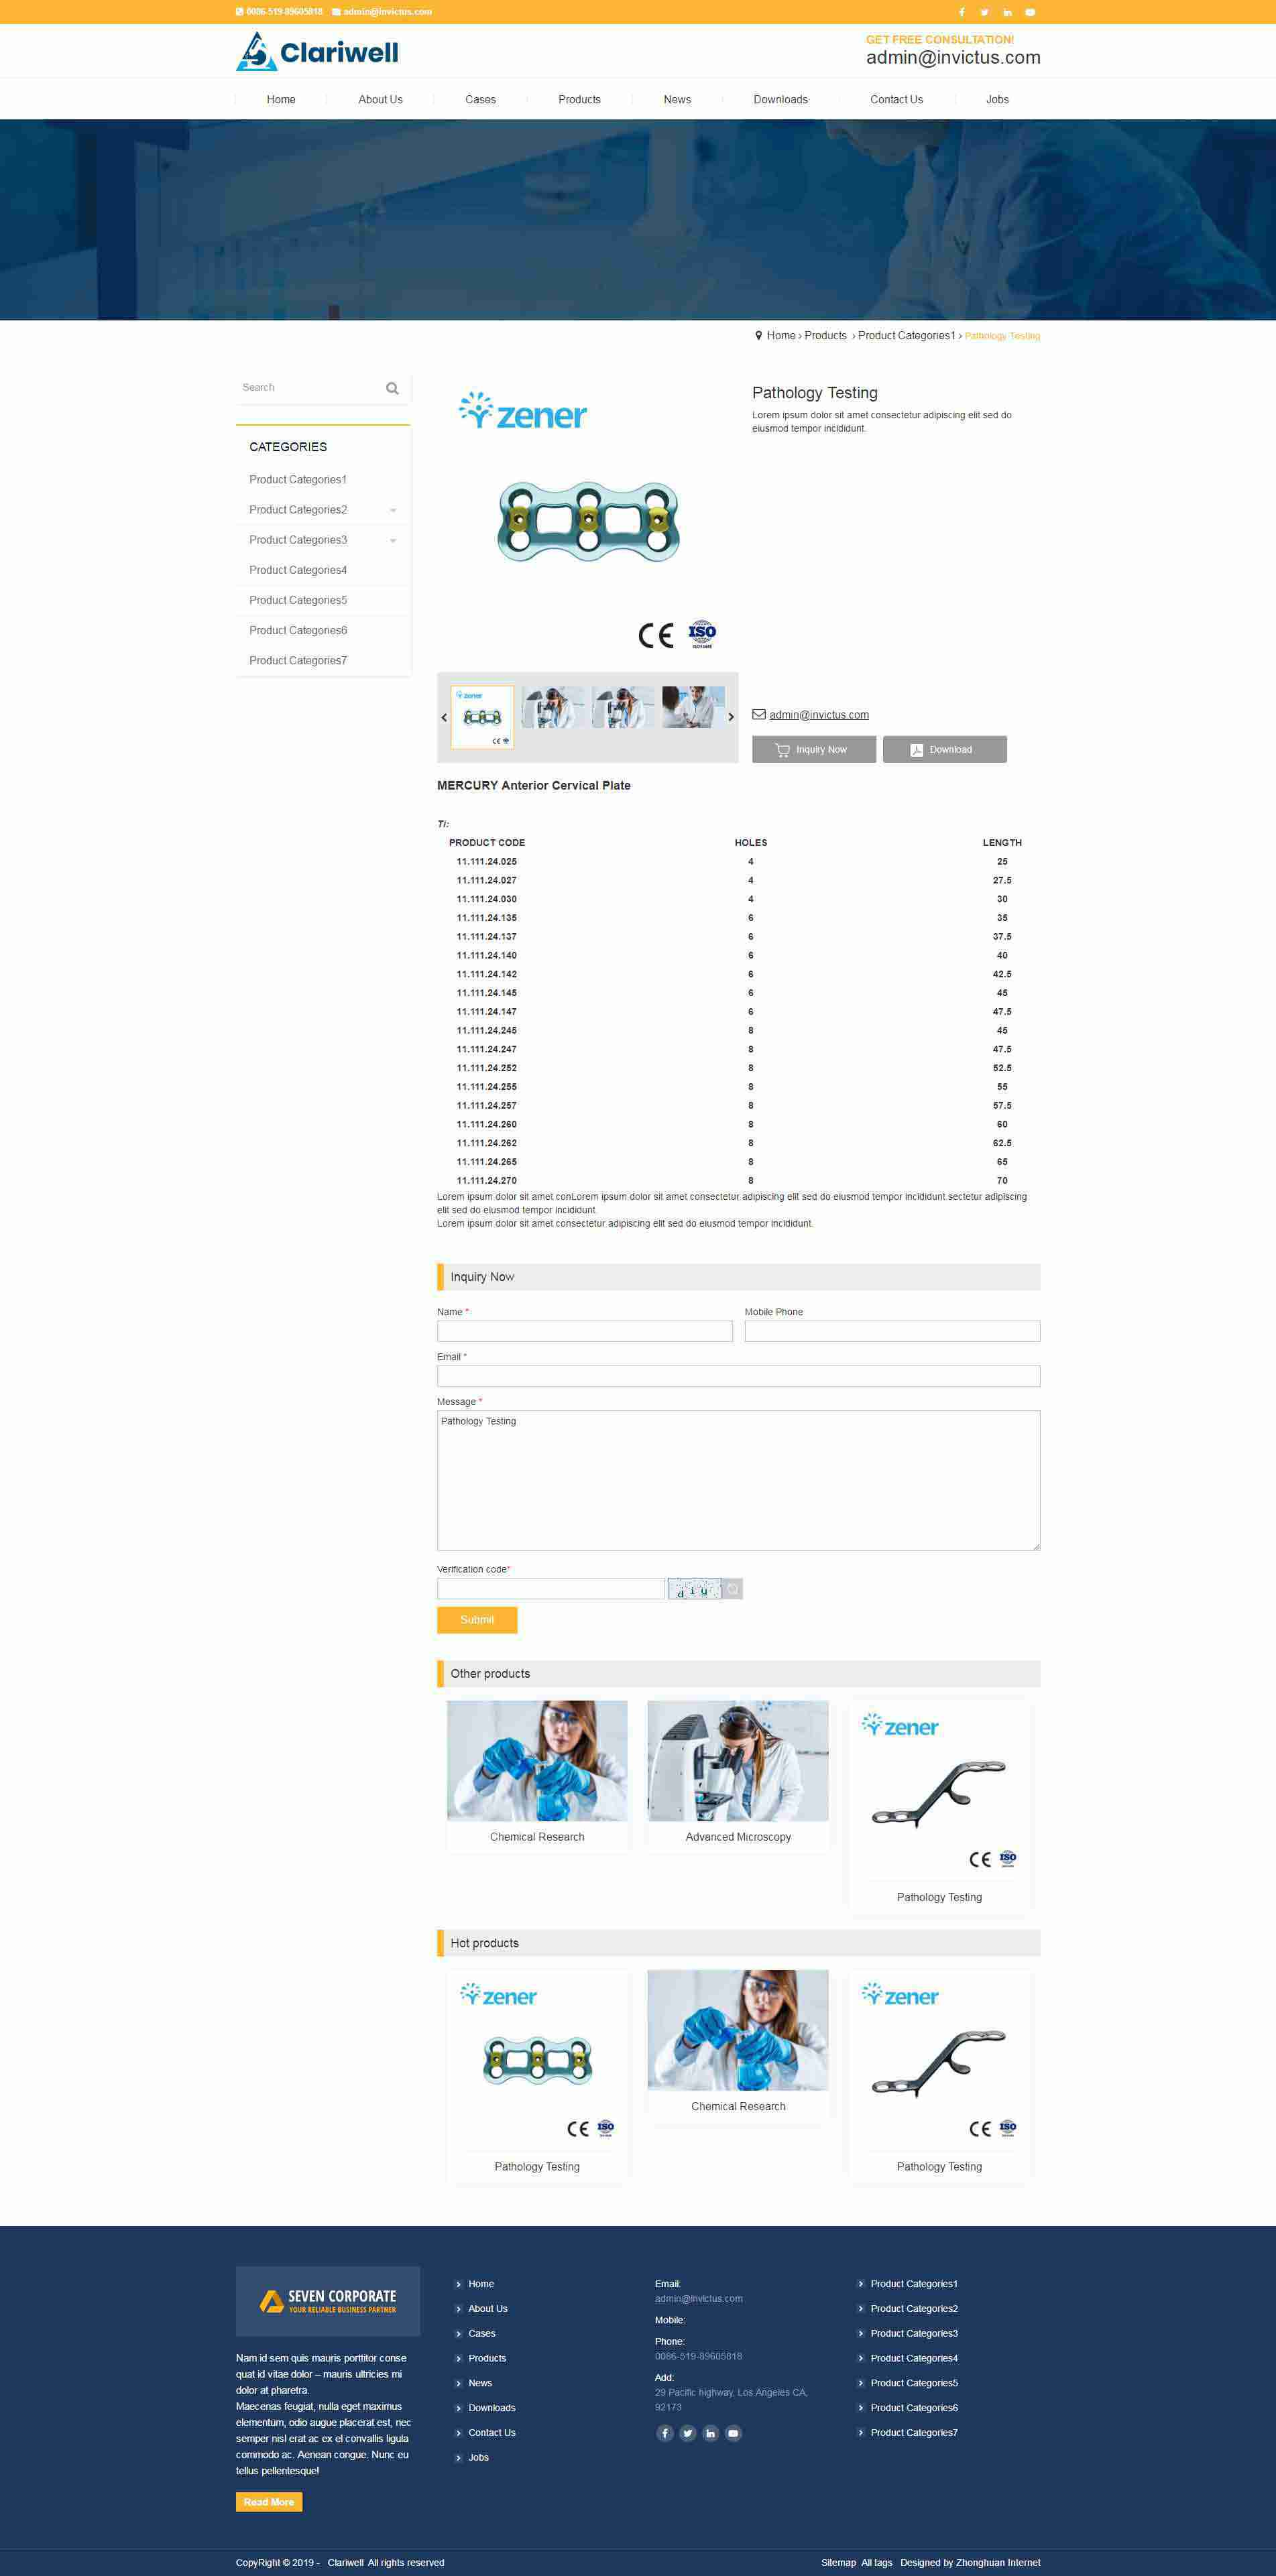 0086-519-89605818 admin@invictus.com
Clariwell
GET FREE CONSULTATION!
admin@invictus.com
Home About Us Cases Products News Downloads Contact Us Jobs
Home > Products > Product Categories1 > Pathology Testing
Search
CATEGORIES
Product Categories1
Product Categories2
Product Categories3
Product Categories4
Product Categories5
Product Categories6
Product Categories7
zener
CE ISO
ISO13485
Pathology Testing
Lorem ipsum dolor sit amet consectetur adipiscing elit sed do
eiusmod tempor incididunt.
zener
CE
admin@invictus.com
Inquiry Now Download
MERCURY Anterior Cervical Plate
Ti:
PRODUCT CODE HOLES LENGTH
11.111.24.025 4 25
11.111.24.027 4 27.5
11.111.24.030 4 30
11.111.24.135 6 35
11.111.24.137 6 37.5
11.111.24.140 6 40
11.111.24.142 6 42.5
11.111.24.145 6 45
11.111.24.147 6 47.5
11.111.24.245 8 45
11.111.24.247 8 47.5
11.111.24.252 8 52.5
11.111.24.255 8 55
11.111.24.257 8 57.5
11.111.24.260 8 60
11.111.24.262 8 62.5
11.111.24.265 8 65
11.111.24.270 8 70
Lorem ipsum dolor sit amet conLorem ipsum dolor sit amet consectetur adipiscing elit sed do eiusmod tempor incididunt.sectetur adipiscing
elit sed do eiusmod tempor incididunt.
Lorem ipsum dolor sit amet consectetur adipiscing elit sed do eiusmod tempor incididunt.
Inquiry Now
Name * Mobile Phone
Email *
Message *
Pathology Testing
Verification code*
d i y
Submit
Other products
zener
CE ISO
Chemical Research
Advanced Microscopy
Pathology Testing
Hot products
zener
CE ISO
Pathology Testing
Chemical Research
zener
CE ISO
Pathology Testing
SEVEN CORPORATE
YOUR RELIABLE BUSINESS PARTNER
Nam id sem quis mauris porttitor conse
quat id vitae dolor – mauris ultricies mi
dolor at pharetra.
Maecenas feugiat, nulla eget maximus
elementum, odio augue placerat est, nec
semper nisl erat ac ex el convallis ligula
commodo ac. Aenean congue. Nunc eu
tellus pellentesque!
Read More
Home
About Us
Cases
Products
News
Downloads
Contact Us
Jobs
Email:
admin@invictus.com
Mobile:
Phone:
0086-519-89605818
Add:
29 Pacific highway, Los Angeles CA,
92173
Product Categories1
Product Categories2
Product Categories3
Product Categories4
Product Categories5
Product Categories6
Product Categories7
CopyRight © 2019 - Clariwell All rights reserved
Sitemap All tags Designed by Zhonghuan Internet